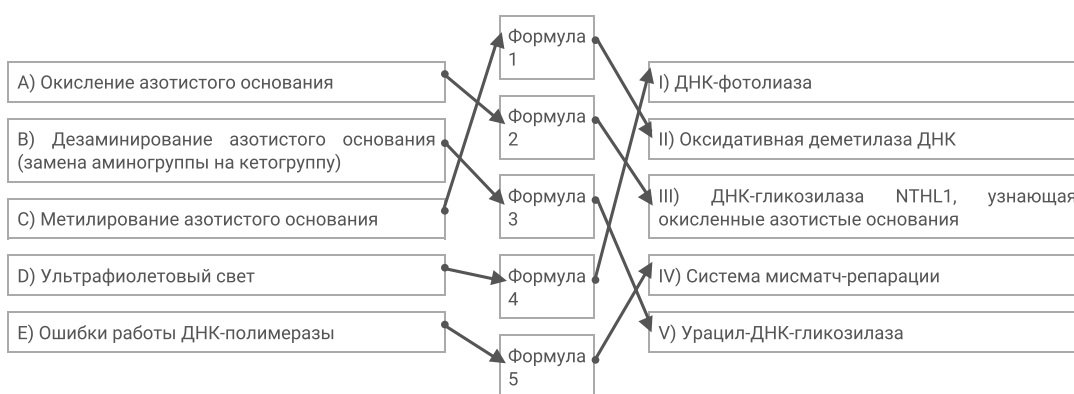 A) Окисление азотистого основания
B) Дезаминирование азотистого основания
(замена аминогруппы на кетогруппу)
C) Метилирование азотистого основания
D) Ультрафиолетовый свет
E) Ошибки работы ДНК-полимеразы
Формула
1
Формула
2
Формула
3
Формула
4
Формула
5
I) ДНК-фотолиаза
II) Оксидативная деметилаза ДНК
III) ДНК-гликозилаза NTHL1, узнающая
окисленные азотистые основания
IV) Система мисматч-репарации
V) Урацил-ДНК-гликозилаза